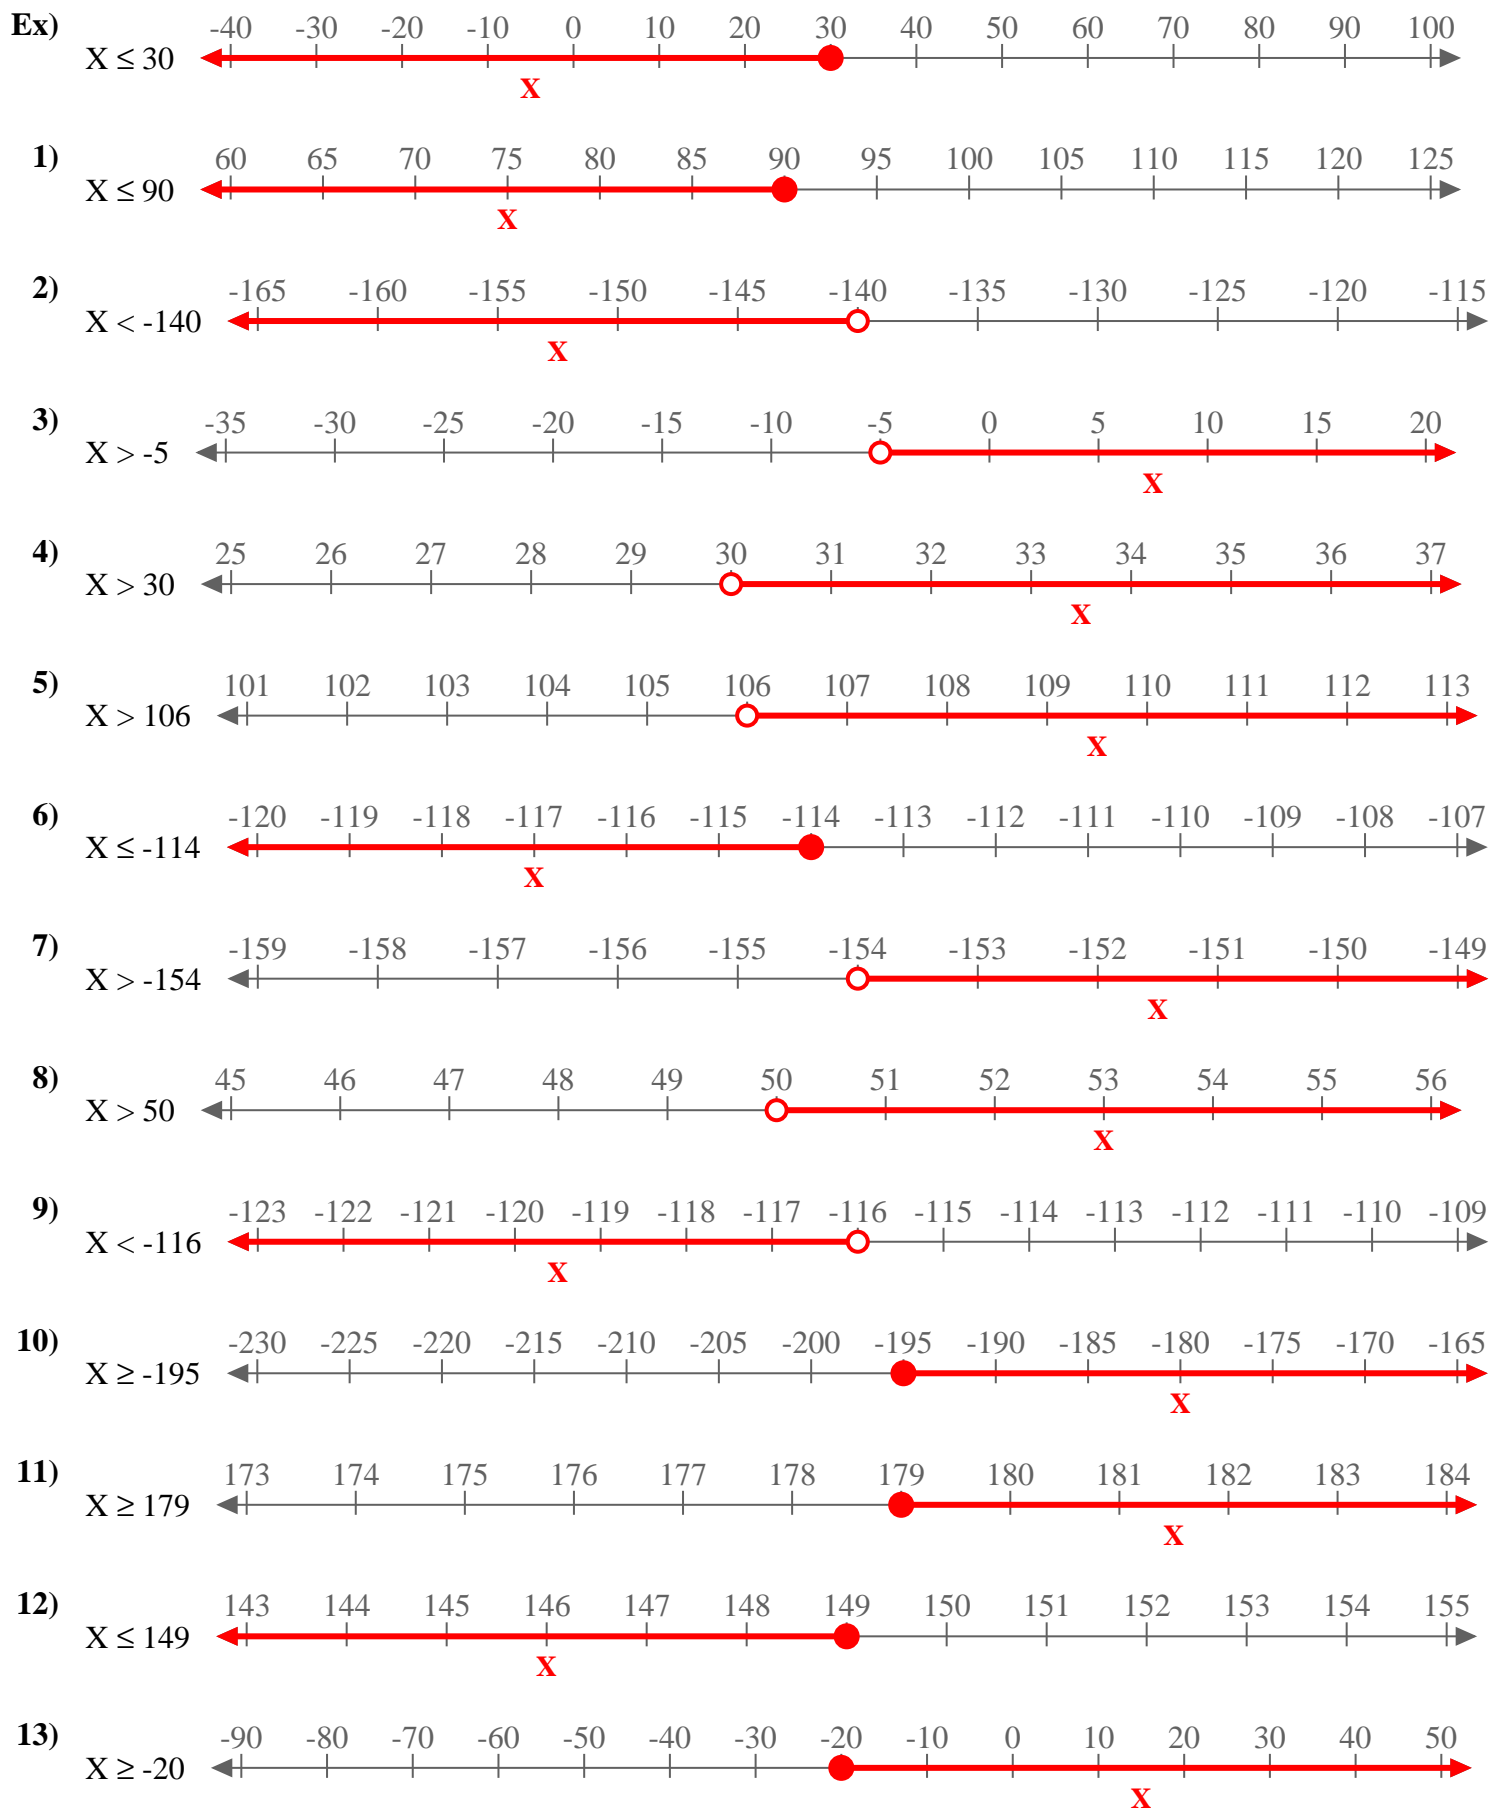 Ex) -40 -30 -20 -10 0 10 20 30 40 50 60 70 80 90 100
X ≤ 30
X
1) 60 65 70 75 80 85 90 95 100 105 110 115 120 125
X ≤ 90
X
2) -165 -160 -155 -150 -145 -140 -135 -130 -125 -120 -115
X < -140
X
3) -35 -30 -25 -20 -15 -10 -5 0 5 10 15 20
X > -5
X
4) 25 26 27 28 29 30 31 32 33 34 35 36 37
X > 30
X
5) 101 102 103 104 105 106 107 108 109 110 111 112 113
X > 106
X
6) -120 -119 -118 -117 -116 -115 -114 -113 -112 -111 -110 -109 -108 -107
X ≤ -114
X
7) -159 -158 -157 -156 -155 -154 -153 -152 -151 -150 -149
X > -154
X
8) 45 46 47 48 49 50 51 52 53 54 55 56
X > 50
X
9) -123 -122 -121 -120 -119 -118 -117 -116 -115 -114 -113 -112 -111 -110 -109
X < -116
X
10) -230 -225 -220 -215 -210 -205 -200 -195 -190 -185 -180 -175 -170 -165
X ≥ -195
X
11) 173 174 175 176 177 178 179 180 181 182 183 184
X ≥ 179
X
12) 143 144 145 146 147 148 149 150 151 152 153 154 155
X ≤ 149
X
13) -90 -80 -70 -60 -50 -40 -30 -20 -10 0 10 20 30 40 50
X ≥ -20
X